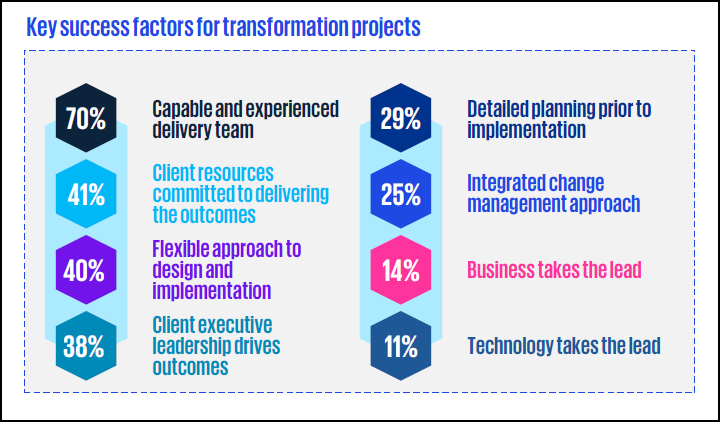 Key success factors for transformation projects
70%
Capable and experienced
delivery team
41%
Client resources
committed to delivering
the outcomes
40%
Flexible approach to
design and
implementation
38%
Client executive
leadership drives
outcomes
29%
Detailed planning prior to
implementation
25%
Integrated change
management approach
14%
Business takes the lead
11%
Technology takes the lead